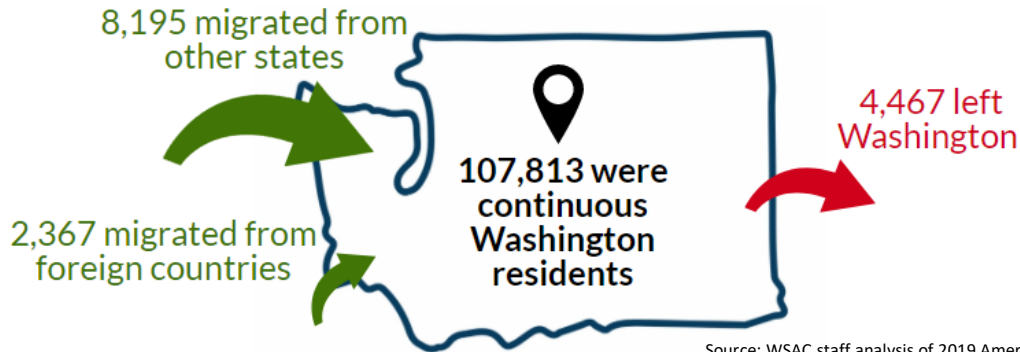 8,195 migrated from
other states
4,467 left
Washington
107,813 were
continuous
Washington
residents
2,367 migrated from
foreign countries
Source: WSAC staff analysis of 2019